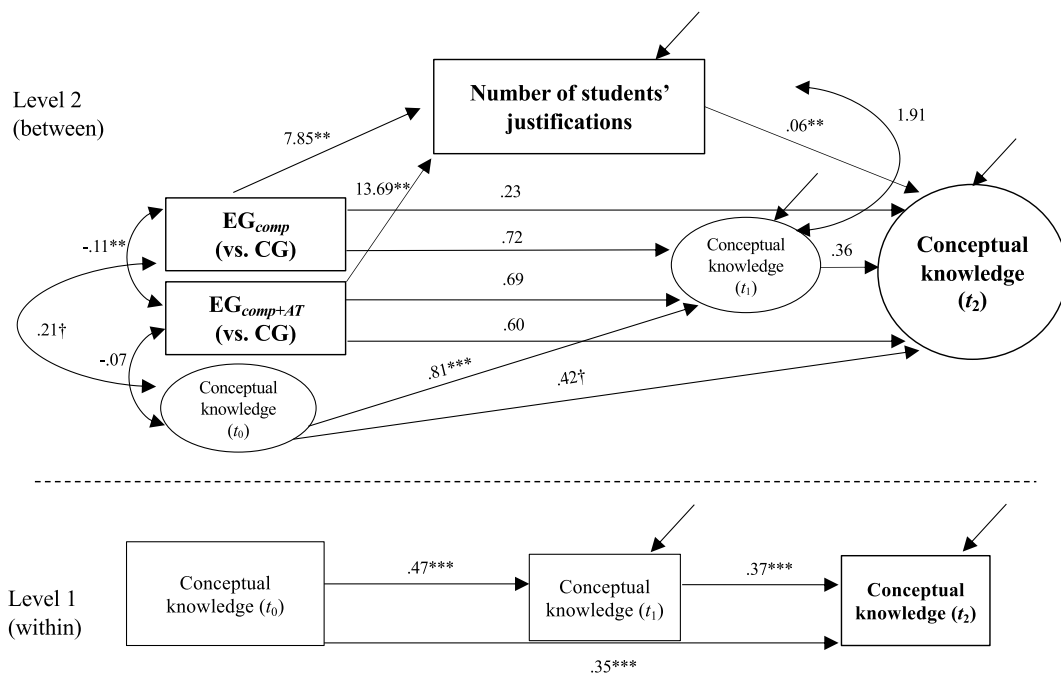 Level 2
(between)
Number of students’
justifications
7.85**
13.69**
.06**
1.91
EG_comp
(vs. CG)
.23
.72
Conceptual
knowledge
(t₁)
.36
Conceptual
knowledge
(t₂)
-.11**
EG_comp+AT
(vs. CG)
.69
.60
.21†
-.07
.81***
.42†
Conceptual
knowledge
(t₀)
Level 1
(within)
Conceptual
knowledge (t₀)
.47***
Conceptual
knowledge (t₁)
.37***
Conceptual
knowledge (t₂)
.35***